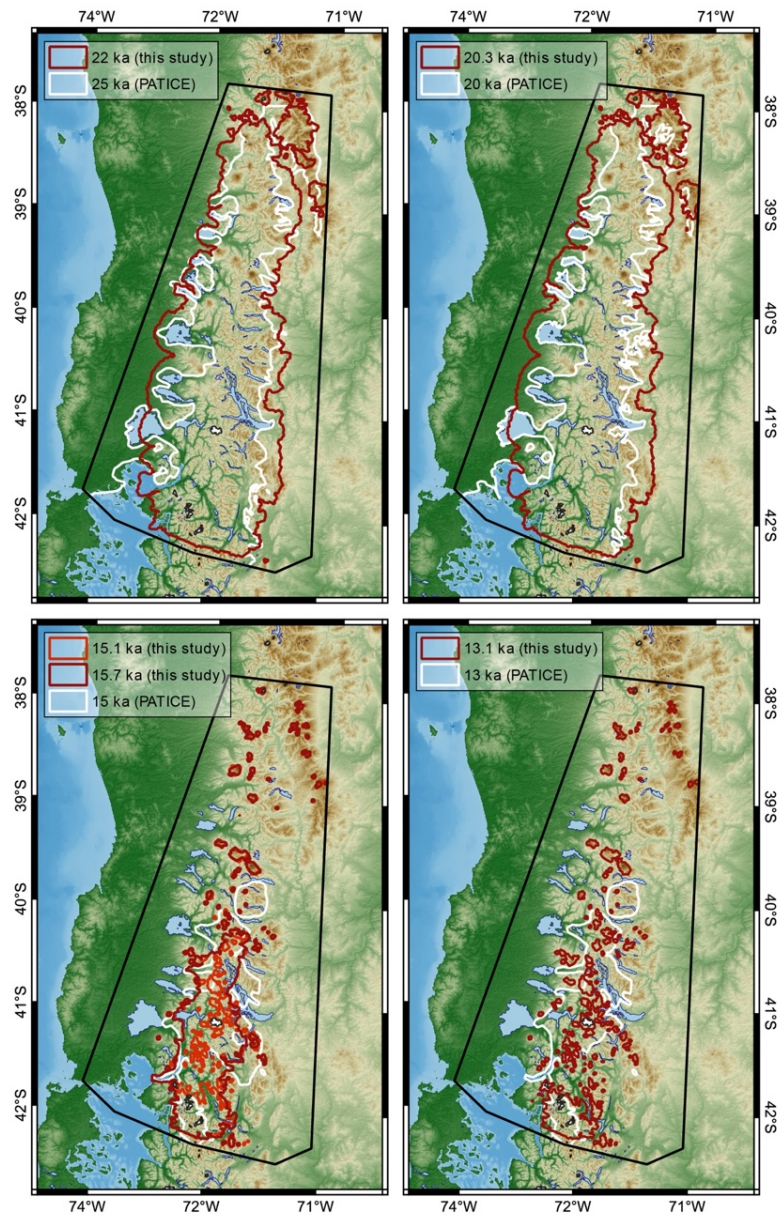 74°W 72°W 71°W 74°W 72°W 71°W
22 ka (this study)
25 ka (PATICE)
20.3 ka (this study)
20 ka (PATICE)
38°S
39°S
40°S
41°S
42°S
38°S
39°S
40°S
41°S
42°S
15.1 ka (this study)
15.7 ka (this study)
15 ka (PATICE)
13.1 ka (this study)
13 ka (PATICE)
38°S
39°S
40°S
41°S
42°S
38°S
39°S
40°S
41°S
42°S
74°W 72°W 71°W 74°W 72°W 71°W